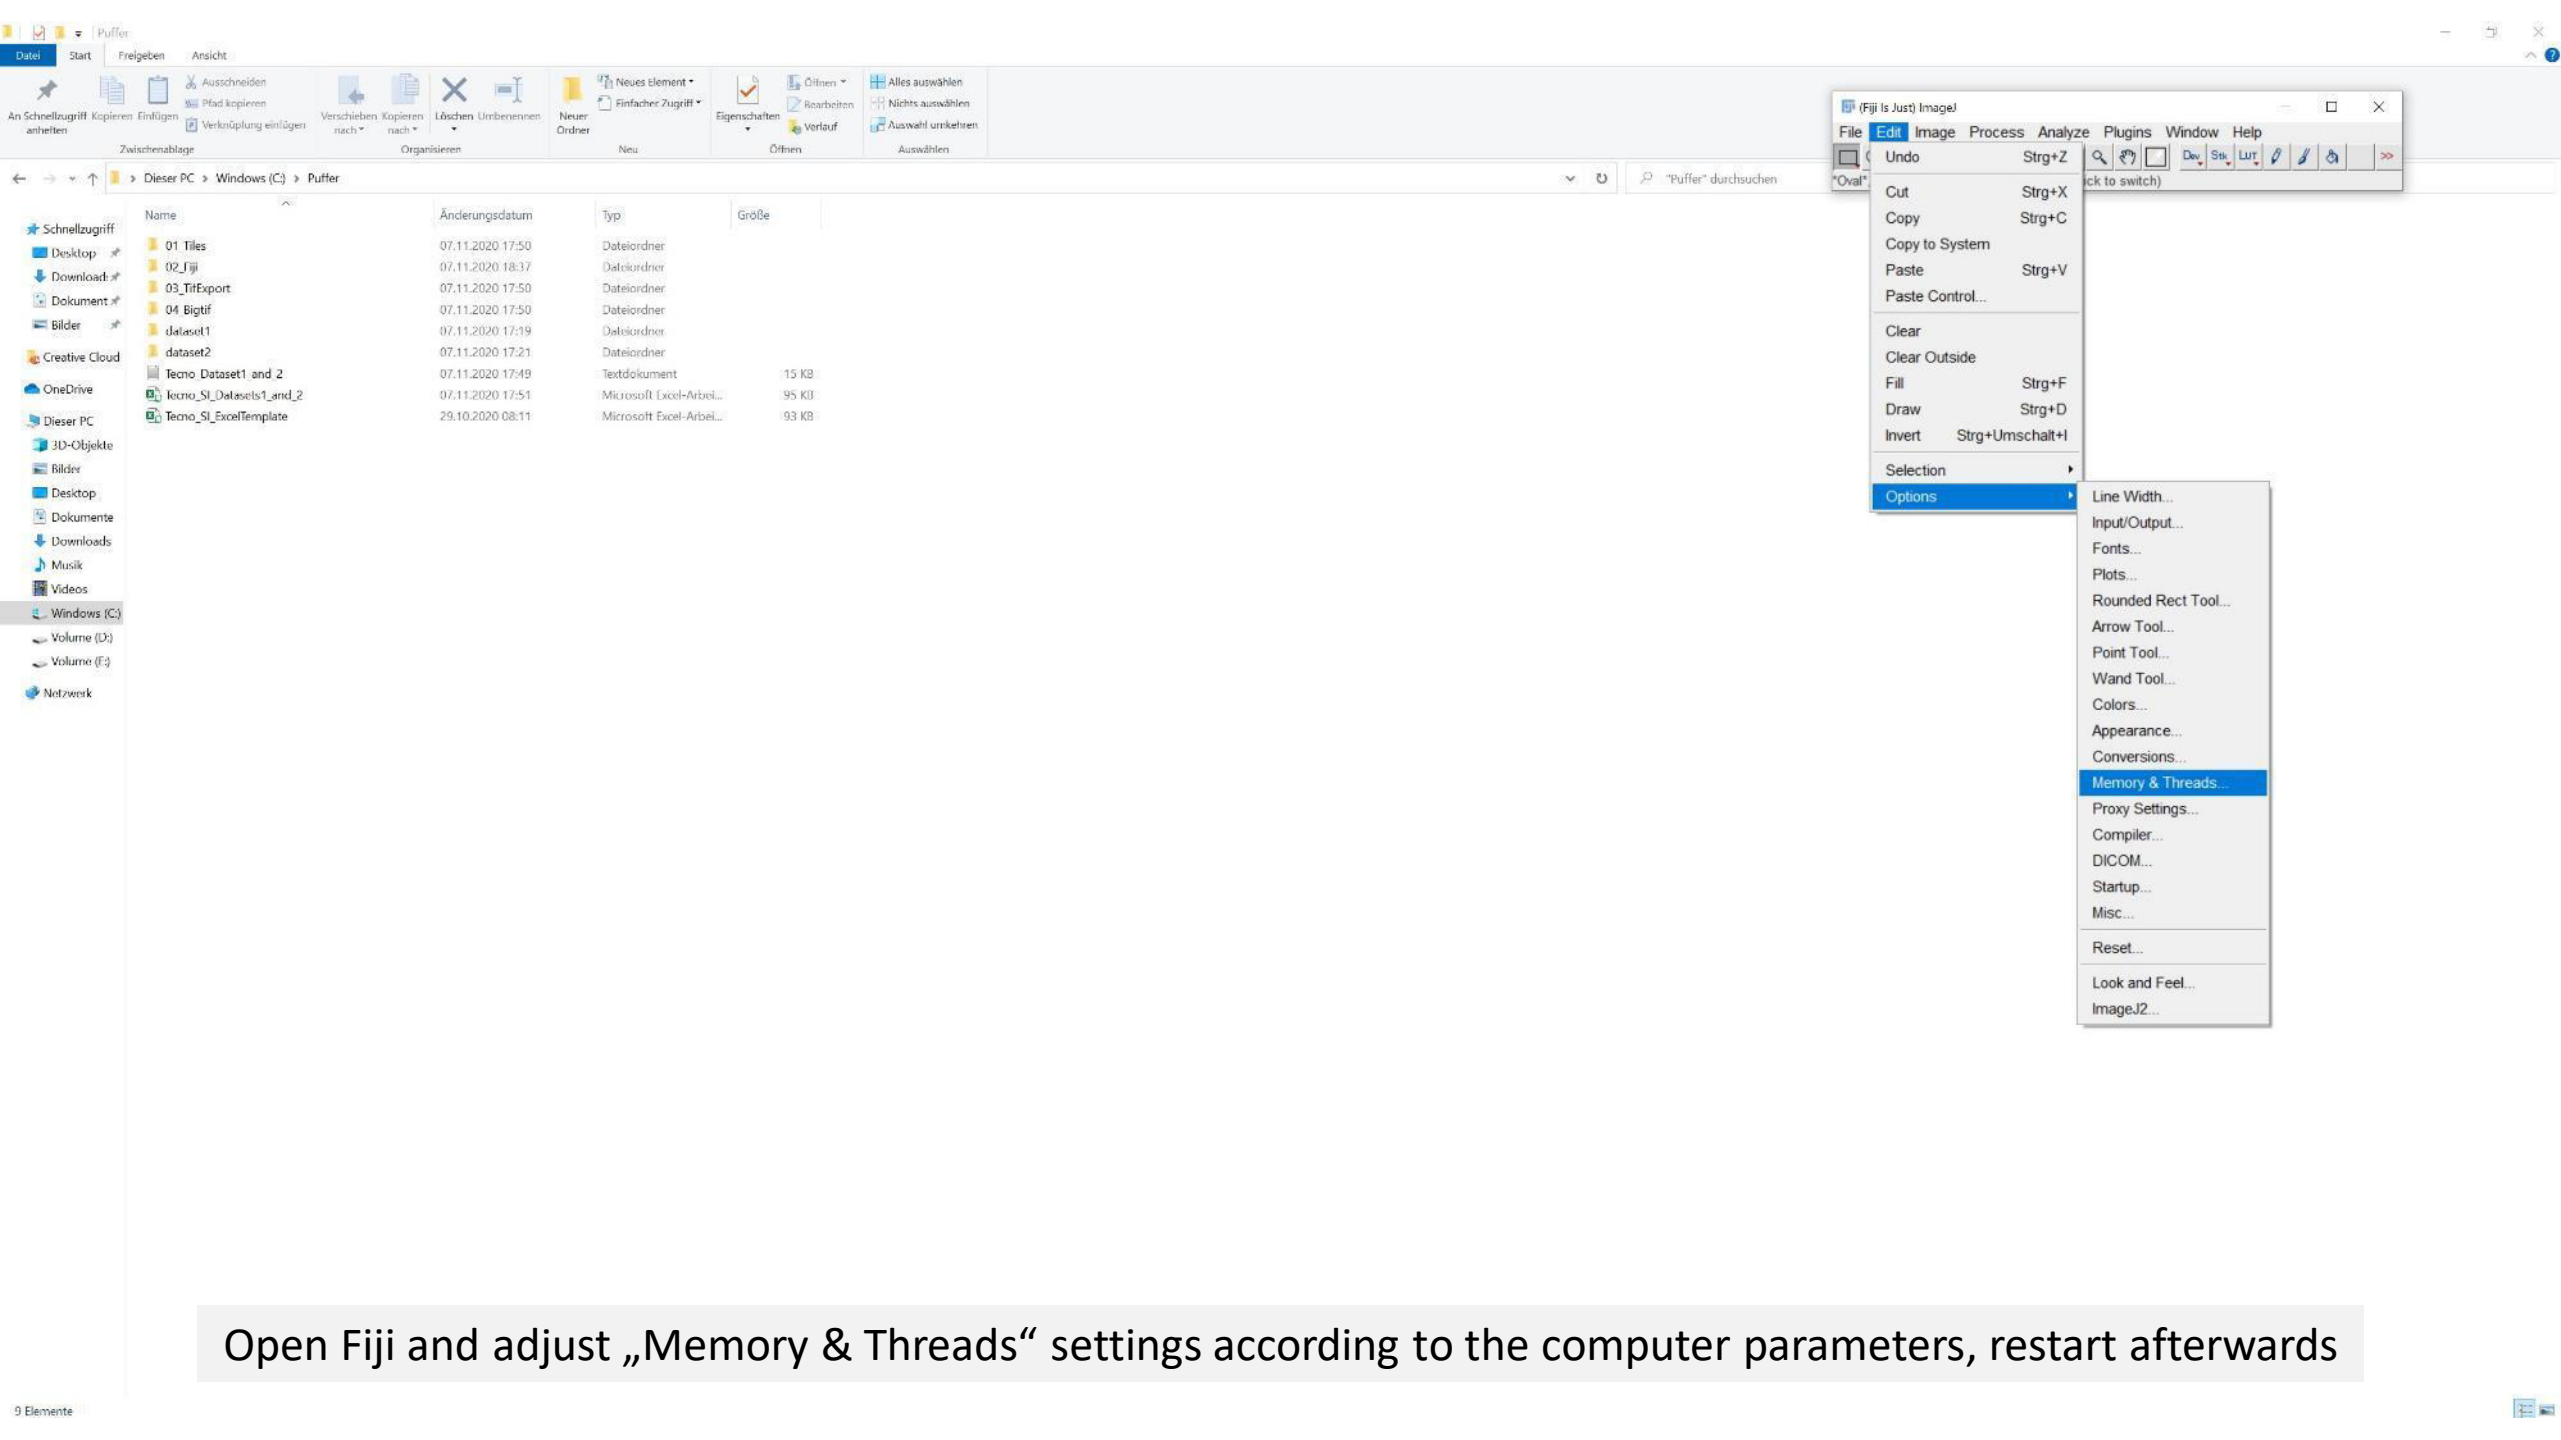 Puffer
Datei Start Freigeben Ansicht
An Schnellzugriff anheften
Kopieren
Einfügen
Ausschneiden
Pfad kopieren
Verknüpfung einfügen
Zwischenablage
Verschieben nach
Kopieren nach
Löschen
Umbenennen
Organisieren
Neuer Ordner
Neues Element
Einfacher Zugriff
Neu
Eigenschaften
Öffnen
Bearbeiten
Verlauf
Öffnen
Alles auswählen
Nichts auswählen
Auswahl umkehren
Auswählen
Dieser PC > Windows (C:) > Puffer
"Puffer" durchsuchen
Schnellzugriff
Desktop
Download
Dokument
Bilder
Creative Cloud
OneDrive
Dieser PC
3D-Objekte
Bilder
Desktop
Dokumente
Downloads
Musik
Videos
Windows (C:)
Volume (D:)
Volume (E:)
Netzwerk
Name Änderungsdatum Typ Größe
01 Tiles 07.11.2020 17:50 Dateiordner
02_Fiji 07.11.2020 18:37 Dateiordner
03_TifExport 07.11.2020 17:50 Dateiordner
04 Bigtif 07.11.2020 17:50 Dateiordner
dataset1 07.11.2020 17:19 Dateiordner
dataset2 07.11.2020 17:21 Dateiordner
Tecno_Dataset1_and_2 07.11.2020 17:49 Textdokument 15 KB
Tecno_SI_Datasets1_and_2 07.11.2020 17:51 Microsoft Excel-Arbei... 95 KB
Tecno_SI_ExcelTemplate 29.10.2020 08:11 Microsoft Excel-Arbei... 93 KB
(Fiji Is Just) ImageJ
File Edit Image Process Analyze Plugins Window Help
Dev Stk LUT >>
"Oval" ick to switch)
Undo Strg+Z
Cut Strg+X
Copy Strg+C
Copy to System
Paste Strg+V
Paste Control...
Clear
Clear Outside
Fill Strg+F
Draw Strg+D
Invert Strg+Umschalt+I
Selection
Options
Line Width...
Input/Output...
Fonts...
Plots...
Rounded Rect Tool...
Arrow Tool...
Point Tool...
Wand Tool...
Colors...
Appearance...
Conversions...
Memory & Threads...
Proxy Settings...
Compiler...
DICOM...
Startup...
Misc...
Reset...
Look and Feel...
ImageJ2...
Open Fiji and adjust „Memory & Threads“ settings according to the computer parameters, restart afterwards
9 Elemente